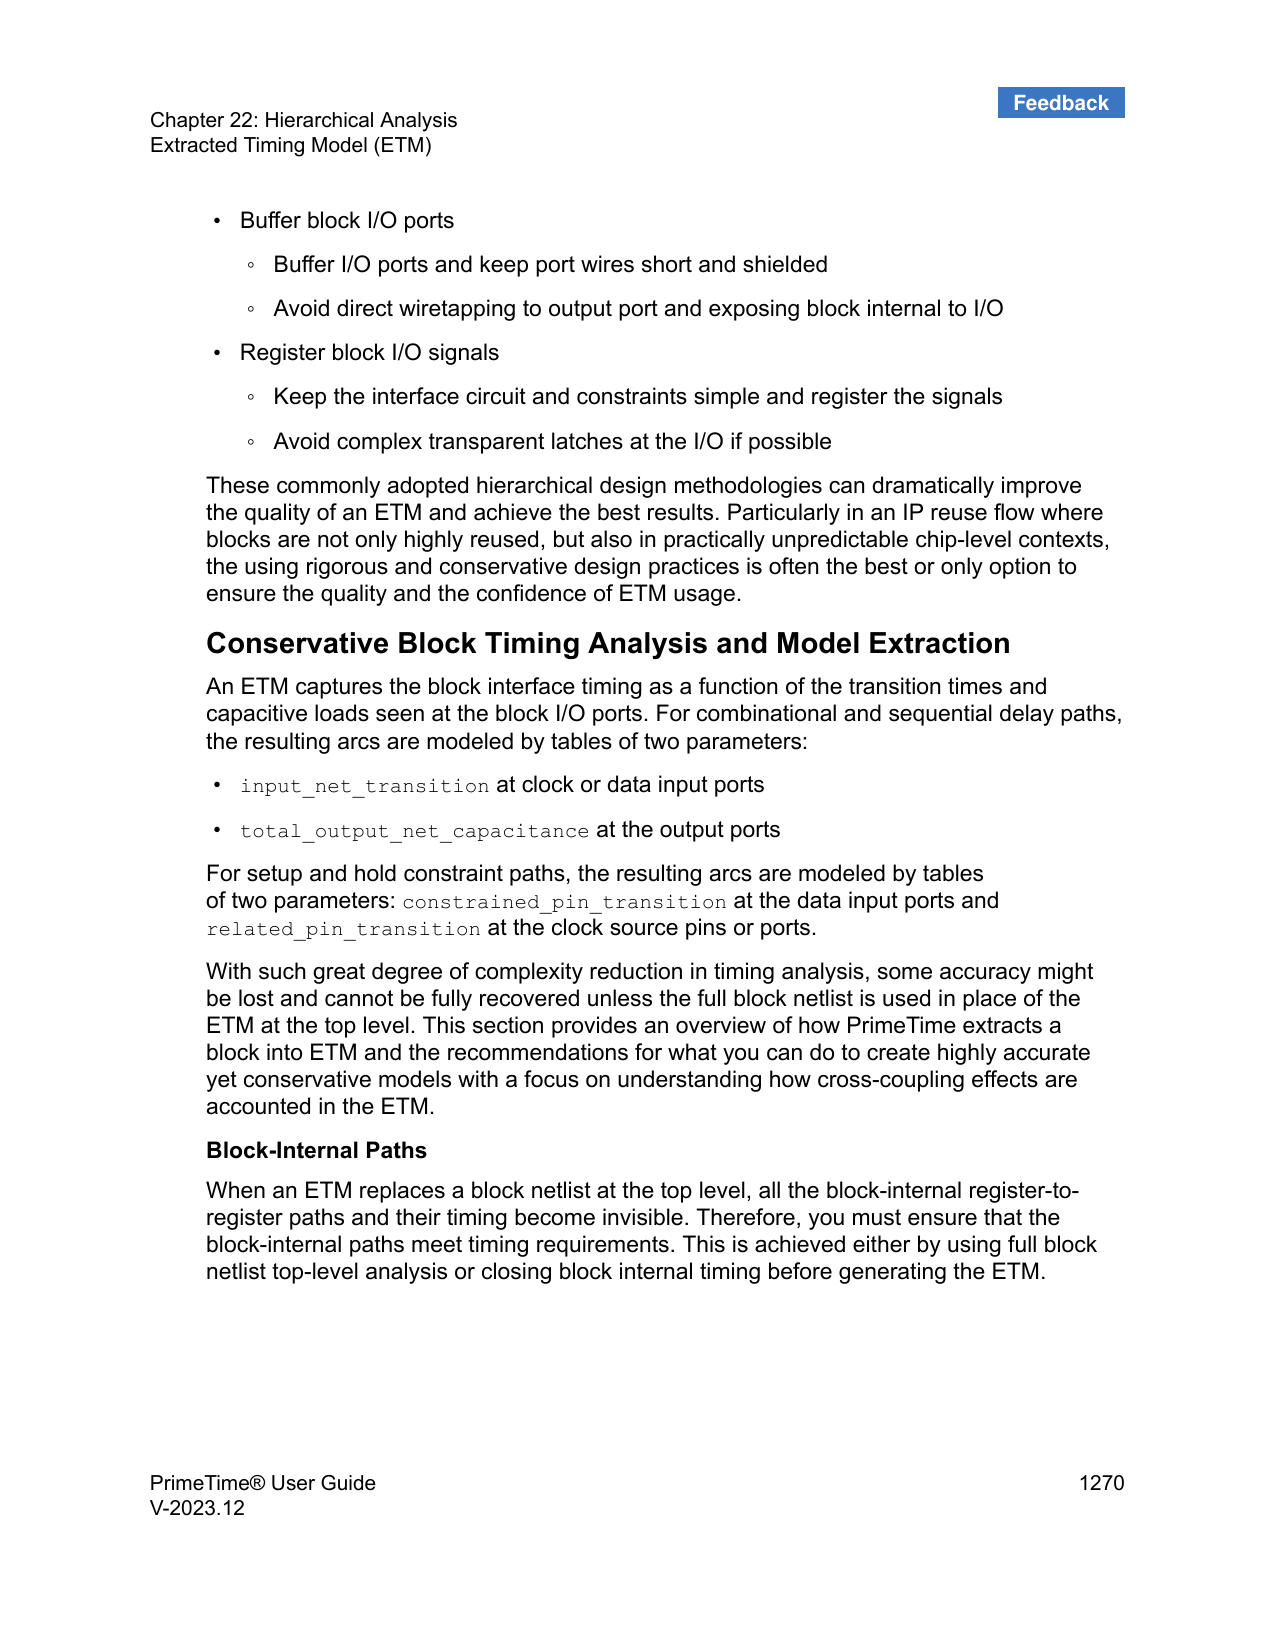 Feedback
Chapter 22: Hierarchical Analysis
Extracted Timing Model (ETM)
• Buffer block I/O ports
◦ Buffer I/O ports and keep port wires short and shielded
◦ Avoid direct wiretapping to output port and exposing block internal to I/O
• Register block I/O signals
◦ Keep the interface circuit and constraints simple and register the signals
◦ Avoid complex transparent latches at the I/O if possible
These commonly adopted hierarchical design methodologies can dramatically improve
the quality of an ETM and achieve the best results. Particularly in an IP reuse flow where
blocks are not only highly reused, but also in practically unpredictable chip-level contexts,
the using rigorous and conservative design practices is often the best or only option to
ensure the quality and the confidence of ETM usage.
Conservative Block Timing Analysis and Model Extraction
An ETM captures the block interface timing as a function of the transition times and
capacitive loads seen at the block I/O ports. For combinational and sequential delay paths,
the resulting arcs are modeled by tables of two parameters:
• input_net_transition at clock or data input ports
• total_output_net_capacitance at the output ports
For setup and hold constraint paths, the resulting arcs are modeled by tables
of two parameters: constrained_pin_transition at the data input ports and
related_pin_transition at the clock source pins or ports.
With such great degree of complexity reduction in timing analysis, some accuracy might
be lost and cannot be fully recovered unless the full block netlist is used in place of the
ETM at the top level. This section provides an overview of how PrimeTime extracts a
block into ETM and the recommendations for what you can do to create highly accurate
yet conservative models with a focus on understanding how cross-coupling effects are
accounted in the ETM.
Block-Internal Paths
When an ETM replaces a block netlist at the top level, all the block-internal register-to-
register paths and their timing become invisible. Therefore, you must ensure that the
block-internal paths meet timing requirements. This is achieved either by using full block
netlist top-level analysis or closing block internal timing before generating the ETM.
PrimeTime® User Guide
V-2023.12
1270